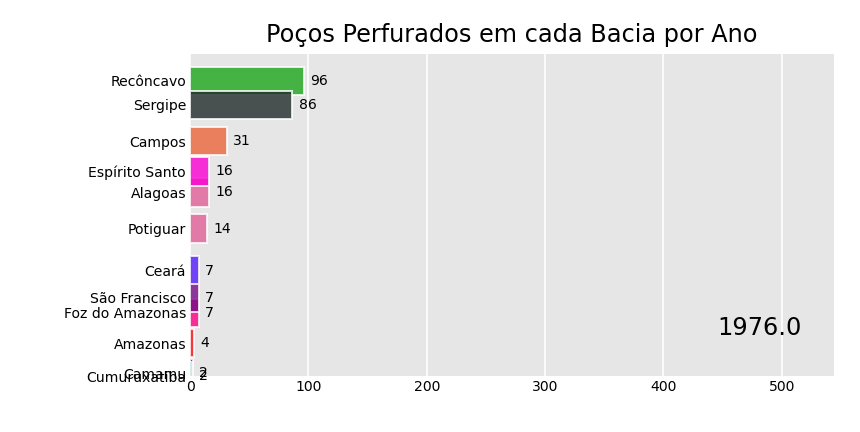 Poços Perfurados em cada Bacia por Ano
Recôncavo 96
Sergipe 86
Campos 31
Espírito Santo 16
Alagoas 16
Potiguar 14
Ceará 7
São Francisco 7
Foz do Amazonas 7
1976.0
Amazonas 4
Camamu 2
Cumuruxatiba 2
0 100 200 300 400 500